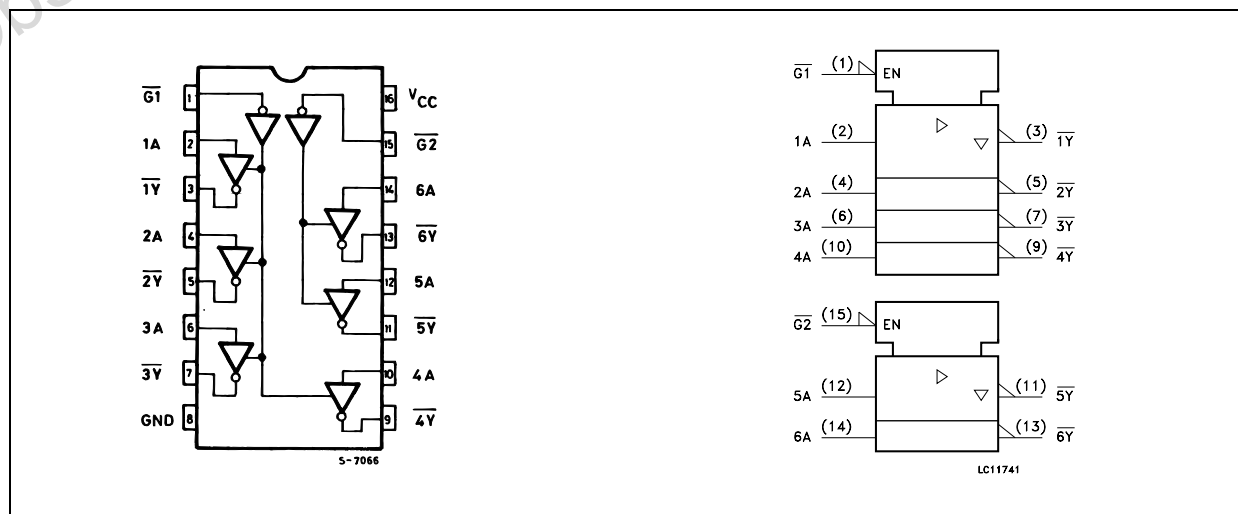 G1 1 16 VCC
1A 2 15 G2
1Y 3 14 6A
2A 4 13 6Y
2Y 5 12 5A
3A 6 11 5Y
3Y 7 10 4A
GND 8 9 4Y
S-7066
G1 (1) EN
1A (2) (3) 1Y
2A (4) (5) 2Y
3A (6) (7) 3Y
4A (10) (9) 4Y
G2 (15) EN
5A (12) (11) 5Y
6A (14) (13) 6Y
LC11741